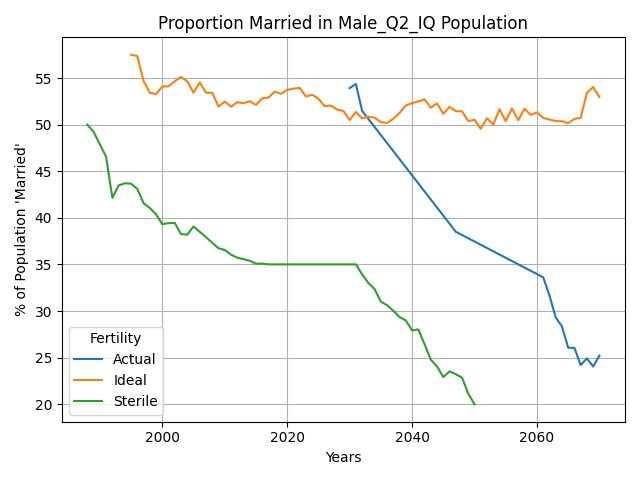 Proportion Married in Male_Q2_IQ Population
% of Population 'Married'
55
50
45
40
35
30
25
20
Fertility
Actual
Ideal
Sterile
2000 2020 2040 2060
Years